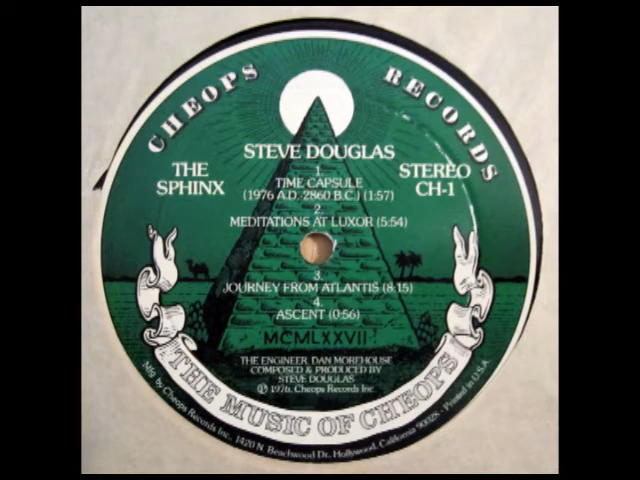 CHEOPS RECORDS
STEVE DOUGLAS
THE
SPHINX
STEREO
CH-1
1.
TIME CAPSULE
(1976 A.D.-2860 B.C.) (1:57)
2.
MEDITATIONS AT LUXOR (5:54)
3.
JOURNEY FROM ATLANTIS (8:15)
4.
ASCENT (0:56)
MCMLXXVII
THE ENGINEER, DAN MOREHOUSE
COMPOSED & PRODUCED BY
STEVE DOUGLAS
℗ 1976, Cheops Records Inc.
THE MUSIC OF CHEOPS
Mfg. by Cheops Records Inc., 1420 N. Beachwood Dr., Hollywood, California 90028 - Printed in U.S.A.